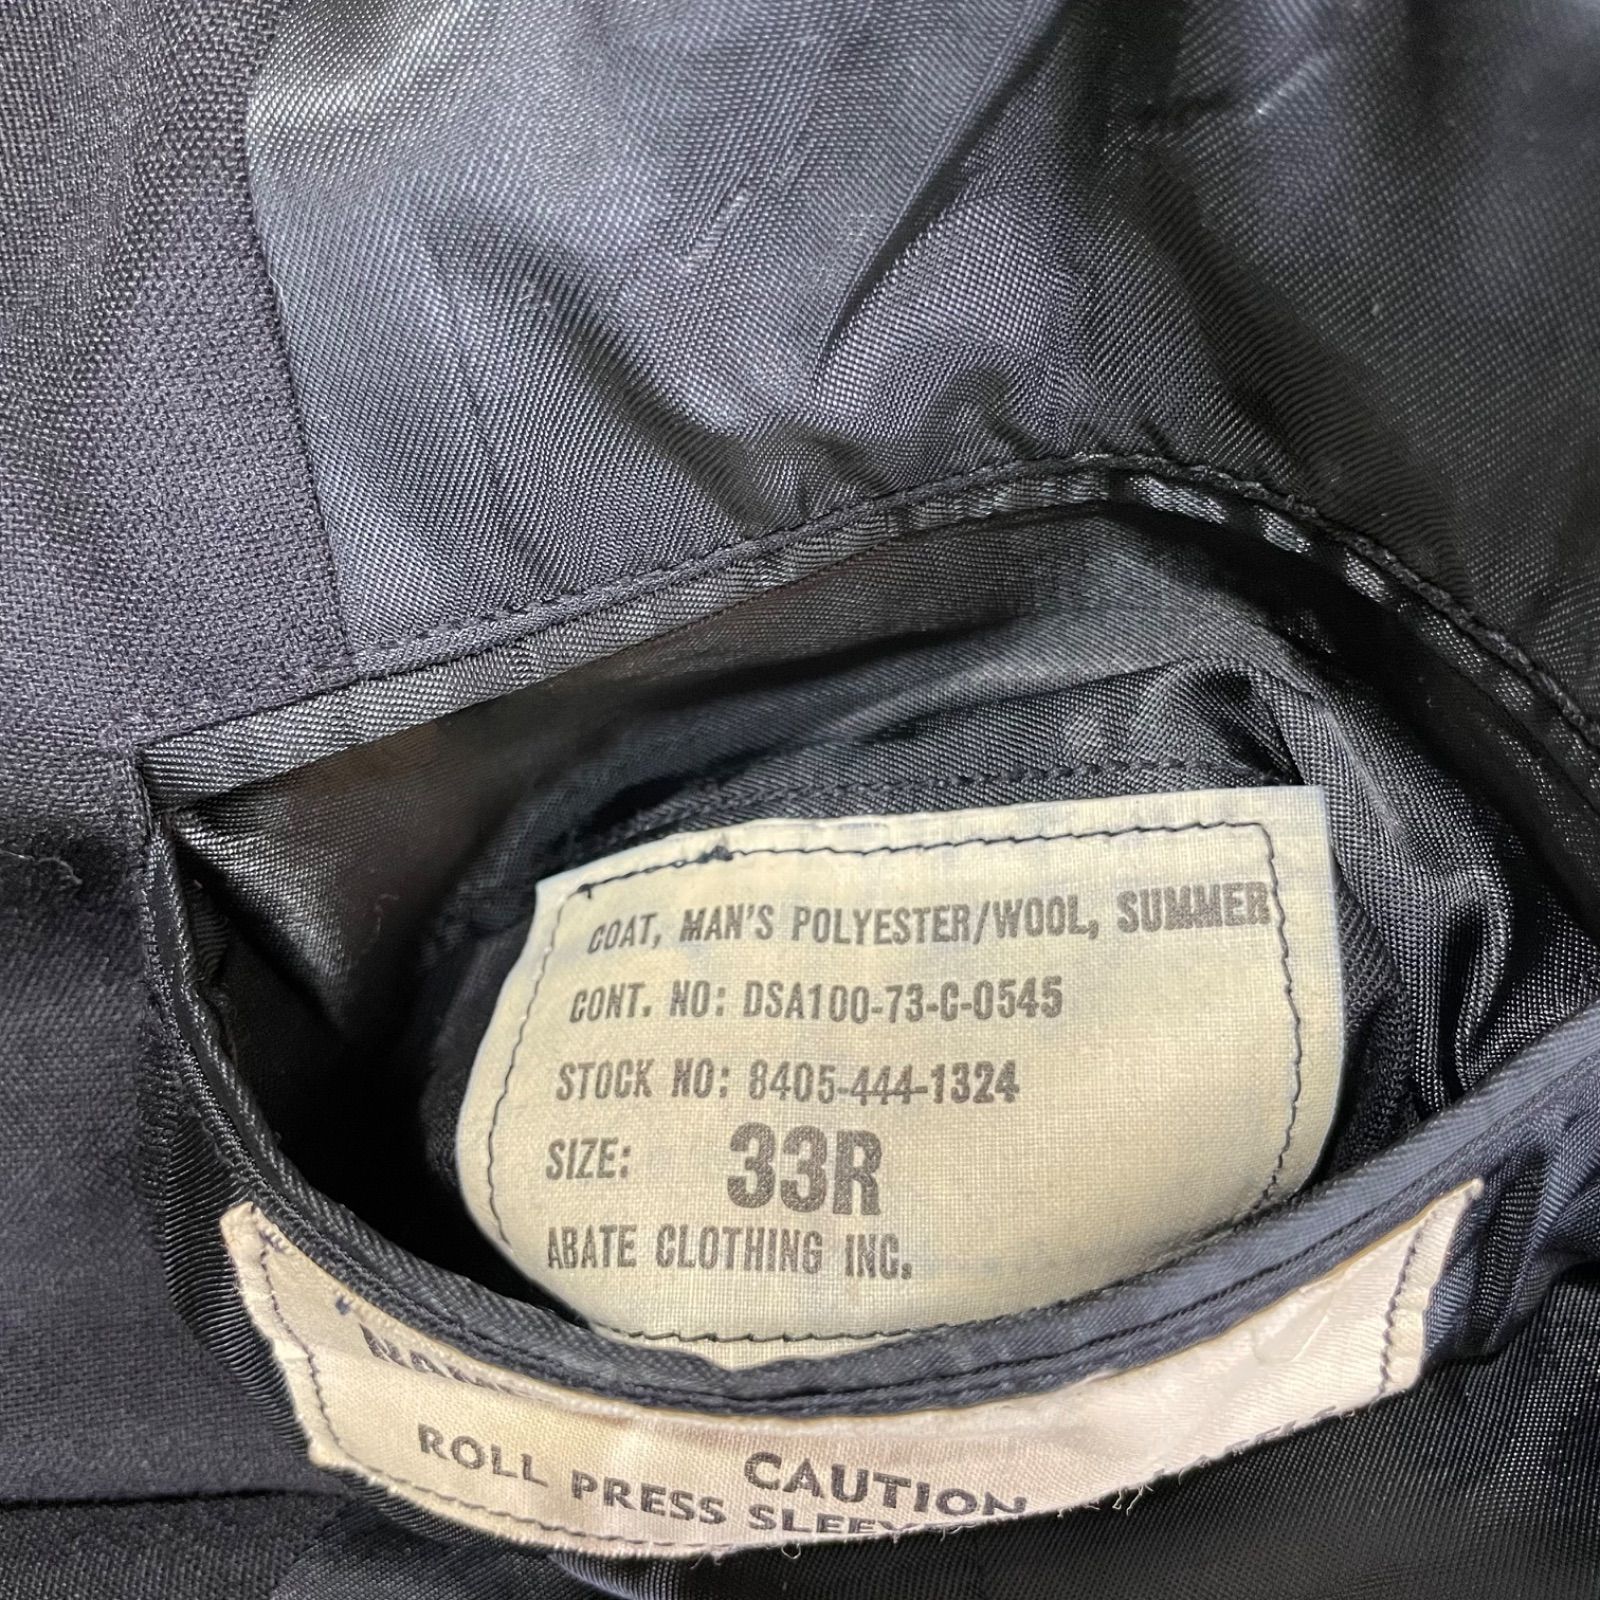 COAT, MAN'S POLYESTER/WOOL, SUMMER
CONT. NO: DSA100-73-C-0545
STOCK NO: 8405-444-1324
SIZE: 33R
ABATE CLOTHING INC.
CAUTION
ROLL PRESS